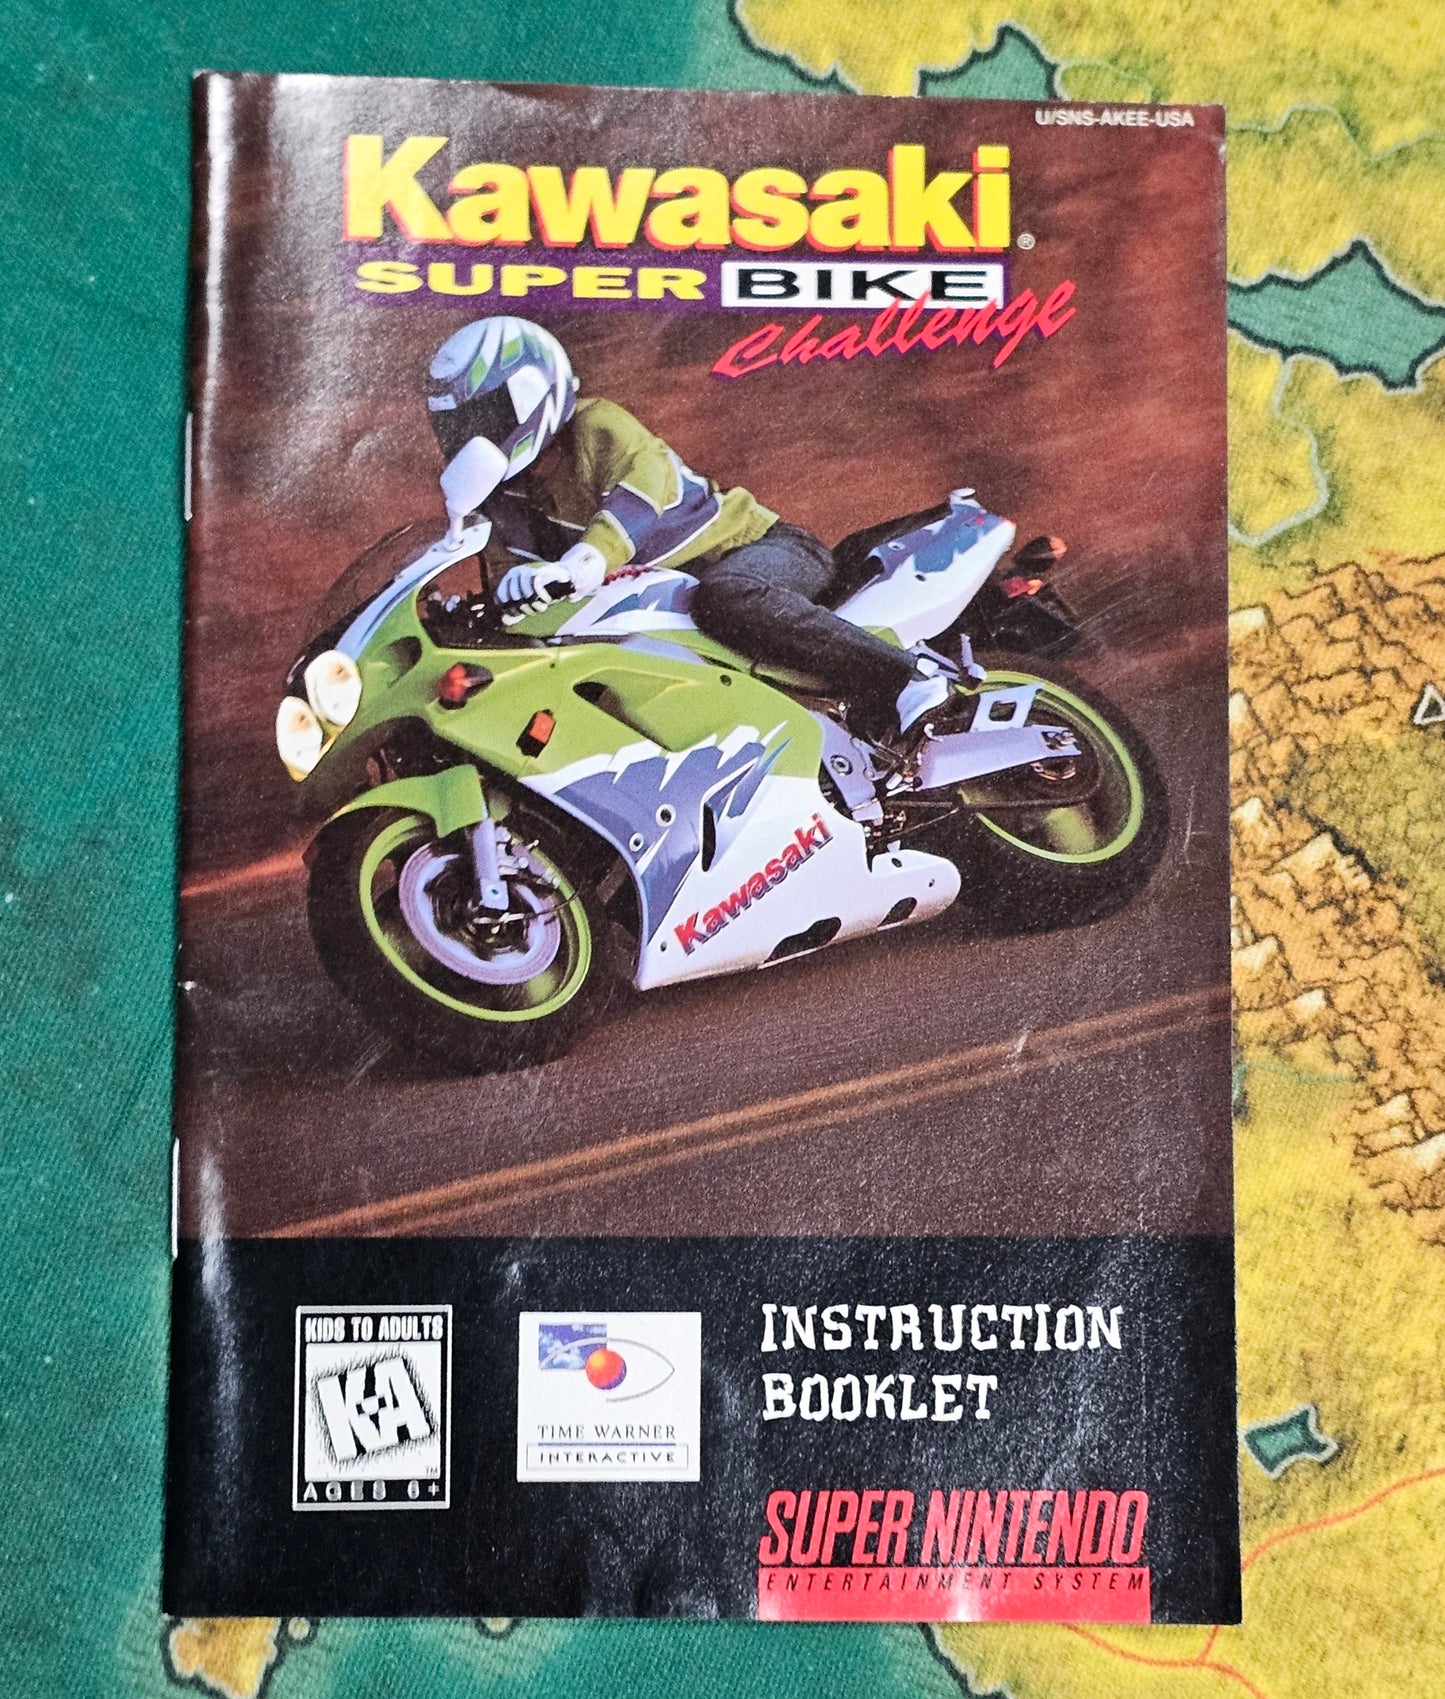 U/SNS-AKEE-USA
Kawasaki®
SUPER BIKE
Challenge
Kawasaki
KIDS TO ADULTS
K-A
TM
AGES 6+
TIME WARNER
INTERACTIVE
INSTRUCTION
BOOKLET
SUPER NINTENDO
ENTERTAINMENT SYSTEM